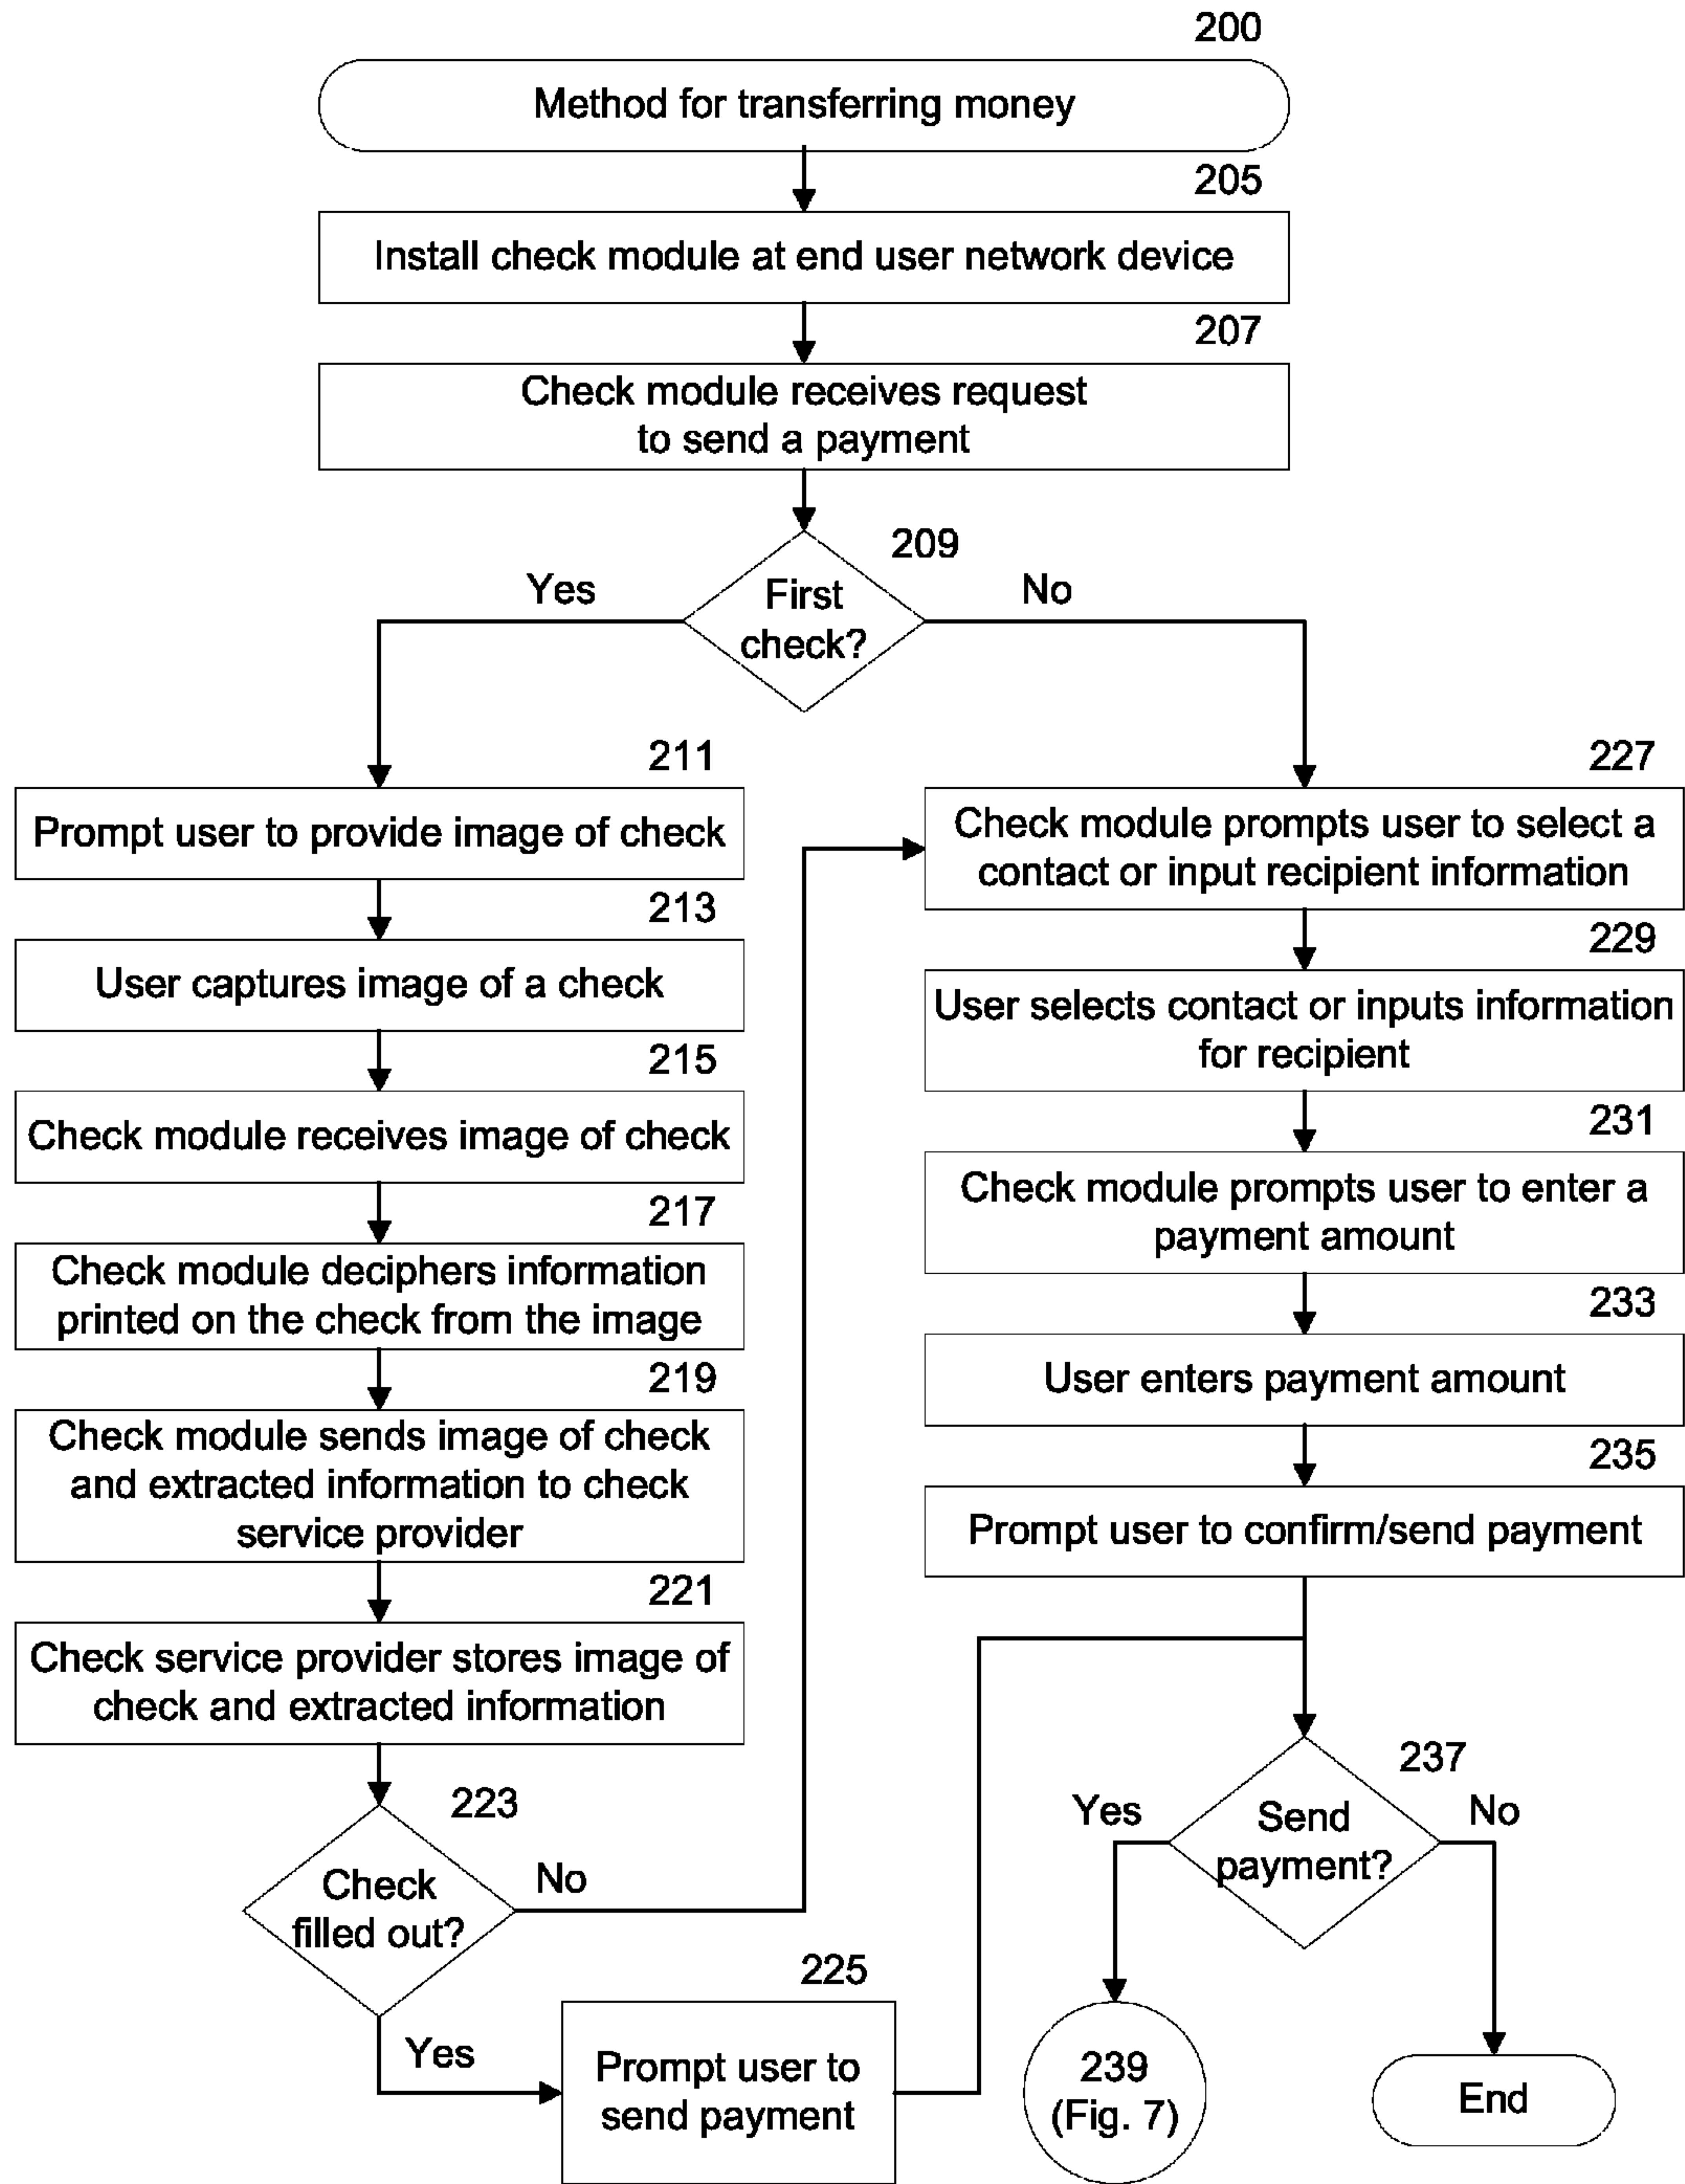 200
Method for transferring money
205
Install check module at end user network device
207
Check module receives request
to send a payment
209
First
check?
Yes
No
211
Prompt user to provide image of check
213
User captures image of a check
215
Check module receives image of check
217
Check module deciphers information
printed on the check from the image
219
Check module sends image of check
and extracted information to check
service provider
221
Check service provider stores image of
check and extracted information
223
Check
filled out?
No
Yes
225
Prompt user to
send payment
227
Check module prompts user to select a
contact or input recipient information
229
User selects contact or inputs information
for recipient
231
Check module prompts user to enter a
payment amount
233
User enters payment amount
235
Prompt user to confirm/send payment
237
Send
payment?
Yes
No
239
(Fig. 7)
End